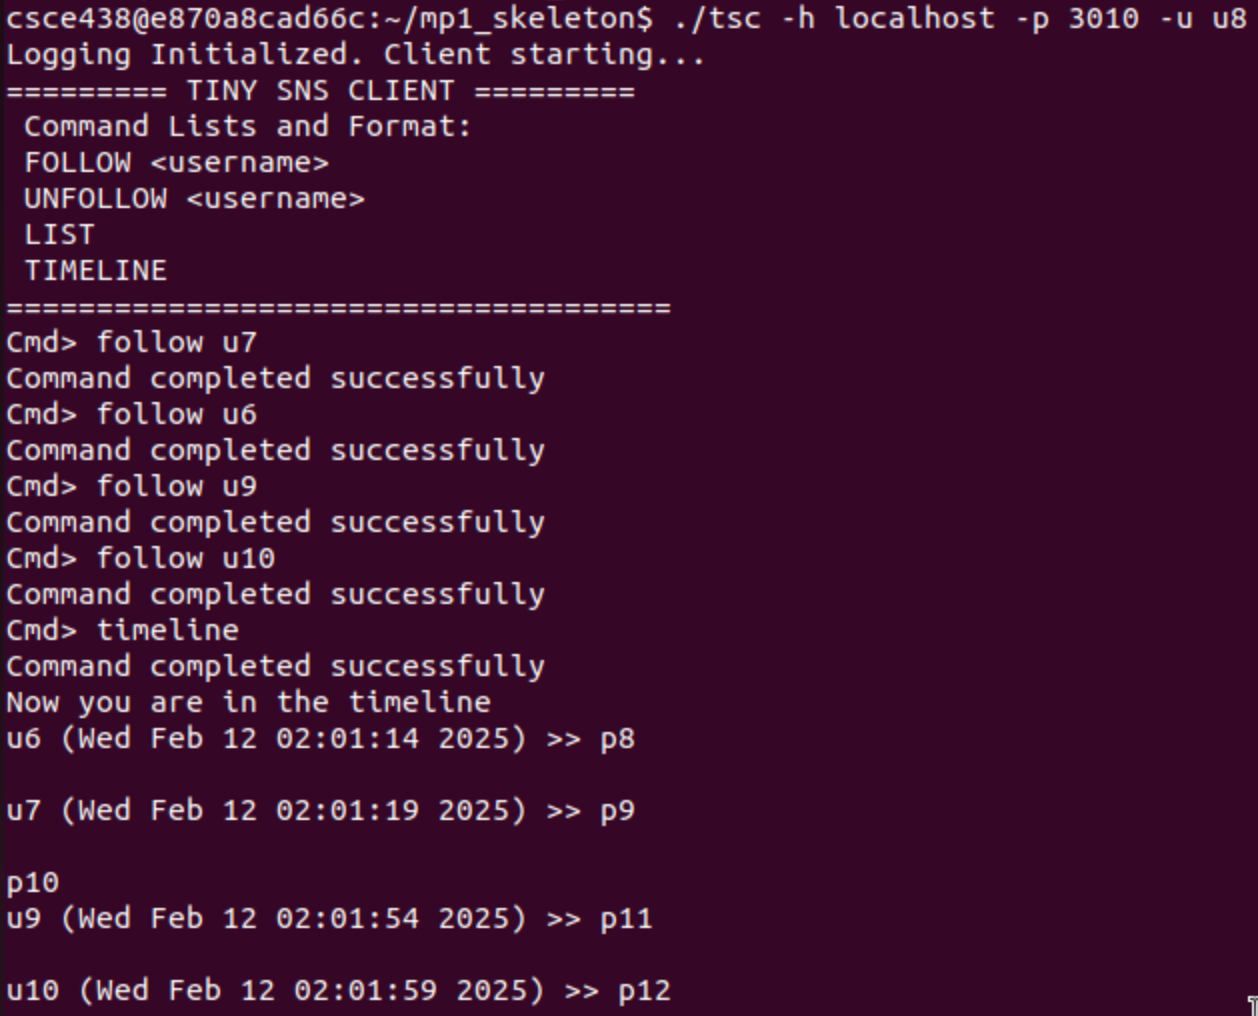 csce438@e870a8cad66c:~/mp1_skeleton$ ./tsc -h localhost -p 3010 -u u8
Logging Initialized. Client starting...
========= TINY SNS CLIENT =========
 Command Lists and Format:
 FOLLOW <username>
 UNFOLLOW <username>
 LIST
 TIMELINE
=====================================
Cmd> follow u7
Command completed successfully
Cmd> follow u6
Command completed successfully
Cmd> follow u9
Command completed successfully
Cmd> follow u10
Command completed successfully
Cmd> timeline
Command completed successfully
Now you are in the timeline
u6 (Wed Feb 12 02:01:14 2025) >> p8
u7 (Wed Feb 12 02:01:19 2025) >> p9
p10
u9 (Wed Feb 12 02:01:54 2025) >> p11
u10 (Wed Feb 12 02:01:59 2025) >> p12